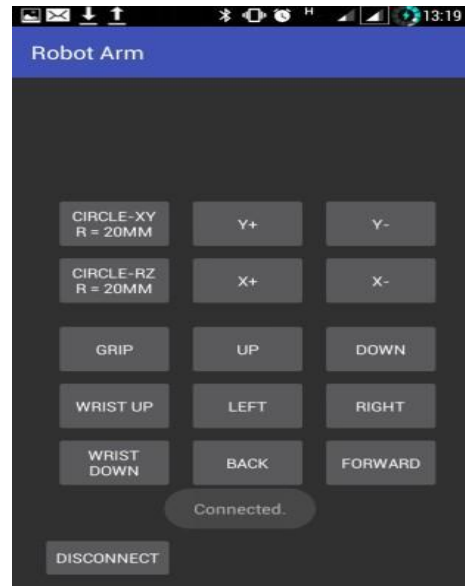 H
13:19
Robot Arm
CIRCLE-XY
R = 20MM
Y+
Y-
CIRCLE-RZ
R = 20MM
X+
X-
GRIP
UP
DOWN
WRIST UP
LEFT
RIGHT
WRIST
DOWN
BACK
FORWARD
Connected.
DISCONNECT